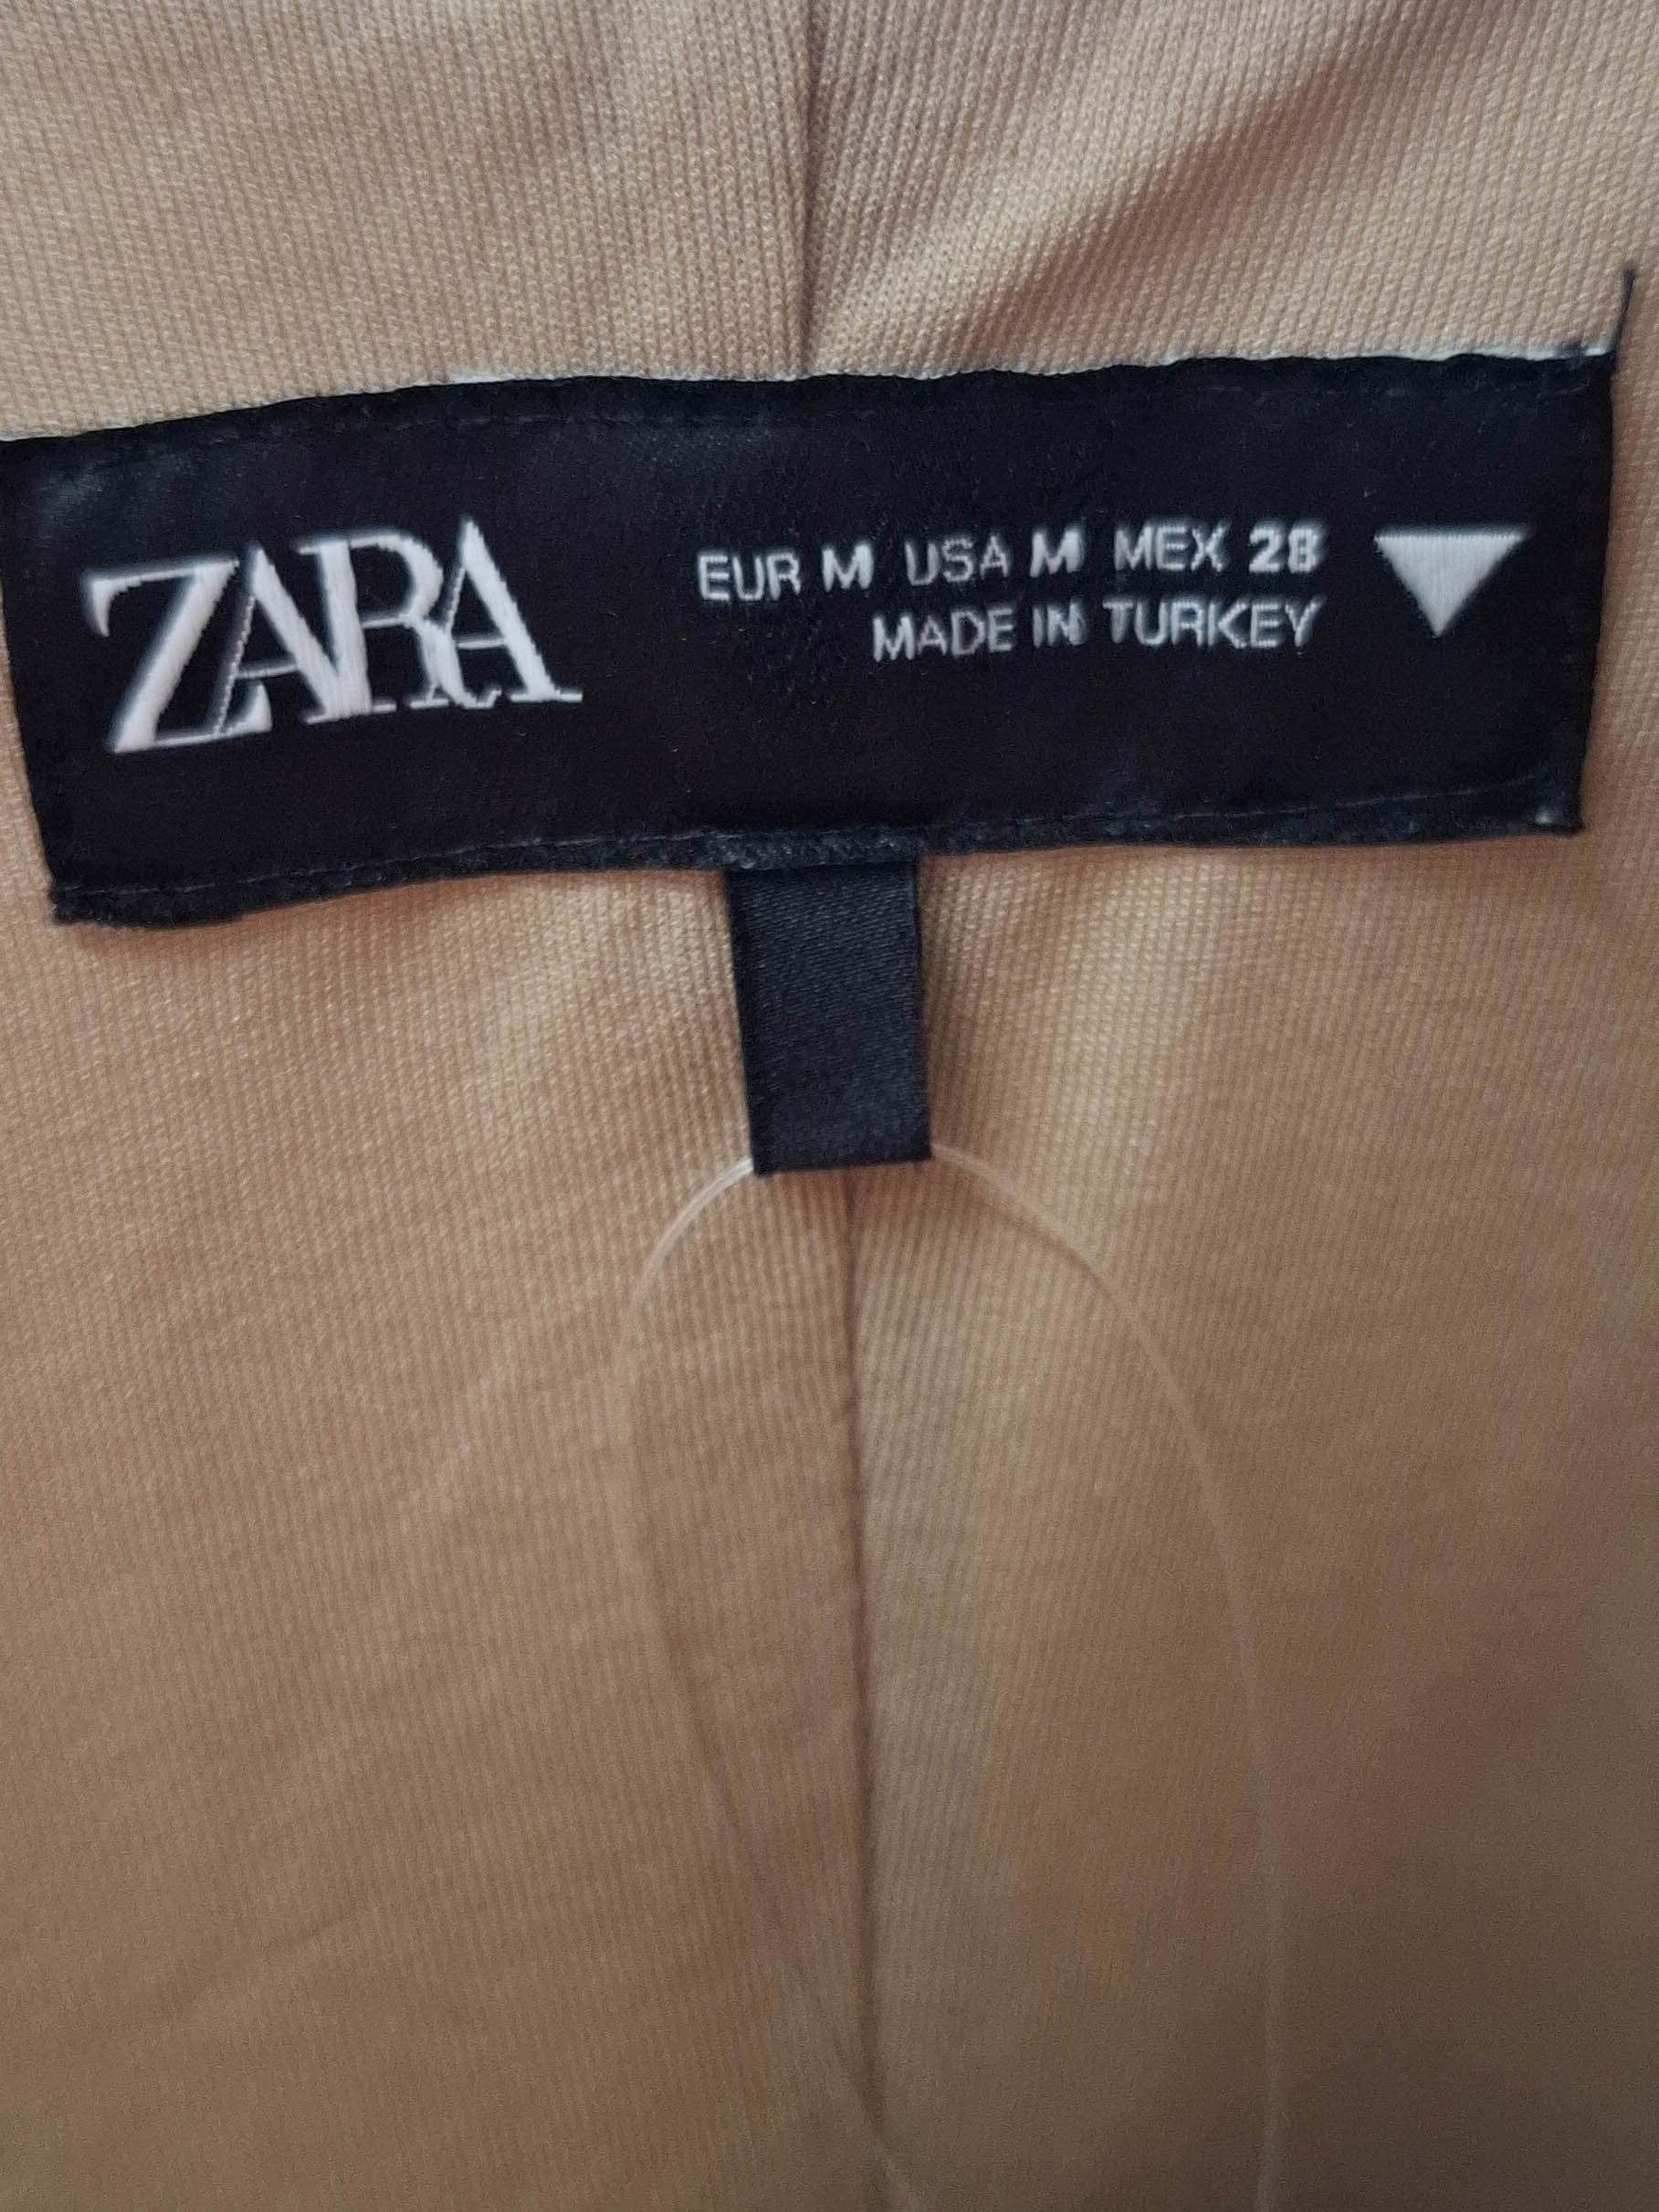 ZARA
EUR M USA M MEX 28
MADE IN TURKEY